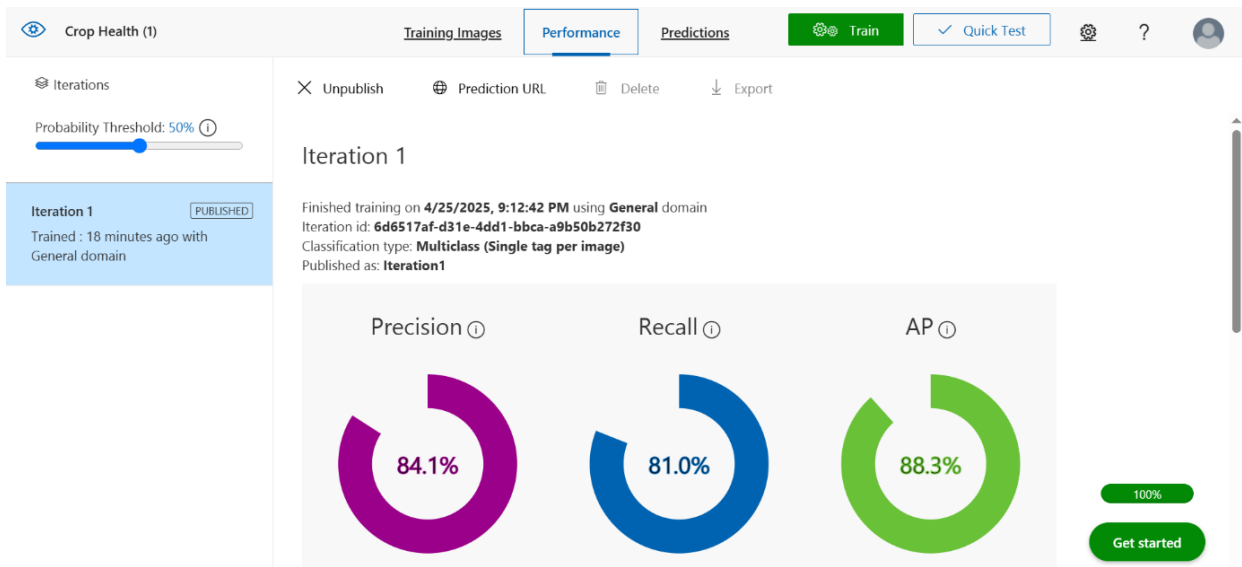 Crop Health (1)
Training Images
Performance
Predictions
Train
Quick Test
?
Iterations
Probability Threshold: 50%
Iteration 1
PUBLISHED
Trained : 18 minutes ago with
General domain
Unpublish
Prediction URL
Delete
Export
Iteration 1
Finished training on 4/25/2025, 9:12:42 PM using General domain
Iteration id: 6d6517af-d31e-4dd1-bbca-a9b50b272f30
Classification type: Multiclass (Single tag per image)
Published as: Iteration1
Precision
Recall
AP
84.1%
81.0%
88.3%
100%
Get started